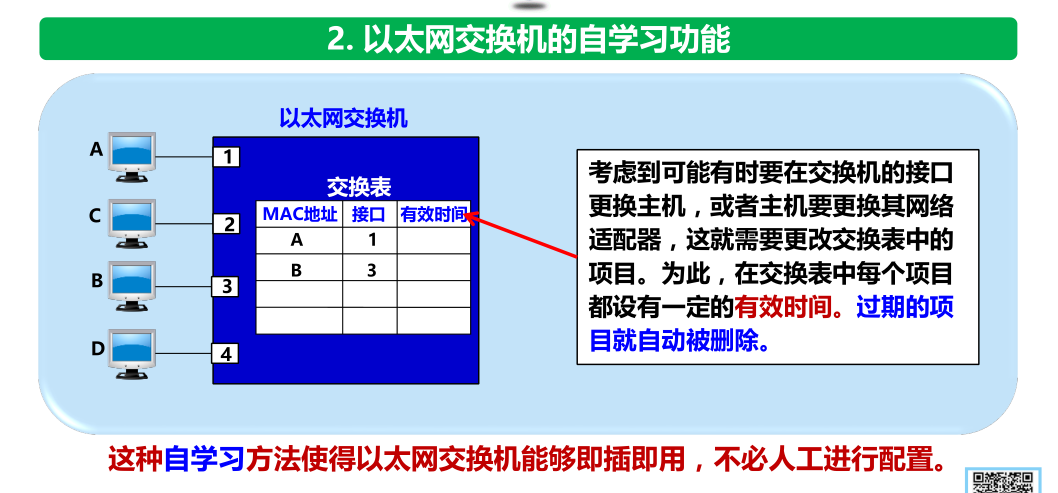 2. 以太网交换机的自学习功能
以太网交换机
A
1
交换表
MAC地址 接口 有效时间
C
2
A 1
B 3
B
3
D
4
考虑到可能有时要在交换机的接口
更换主机，或者主机要更换其网络
适配器，这就需要更改交换表中的
项目。为此，在交换表中每个项目
都设有一定的有效时间。过期的项
目就自动被删除。
这种自学习方法使得以太网交换机能够即插即用，不必人工进行配置。